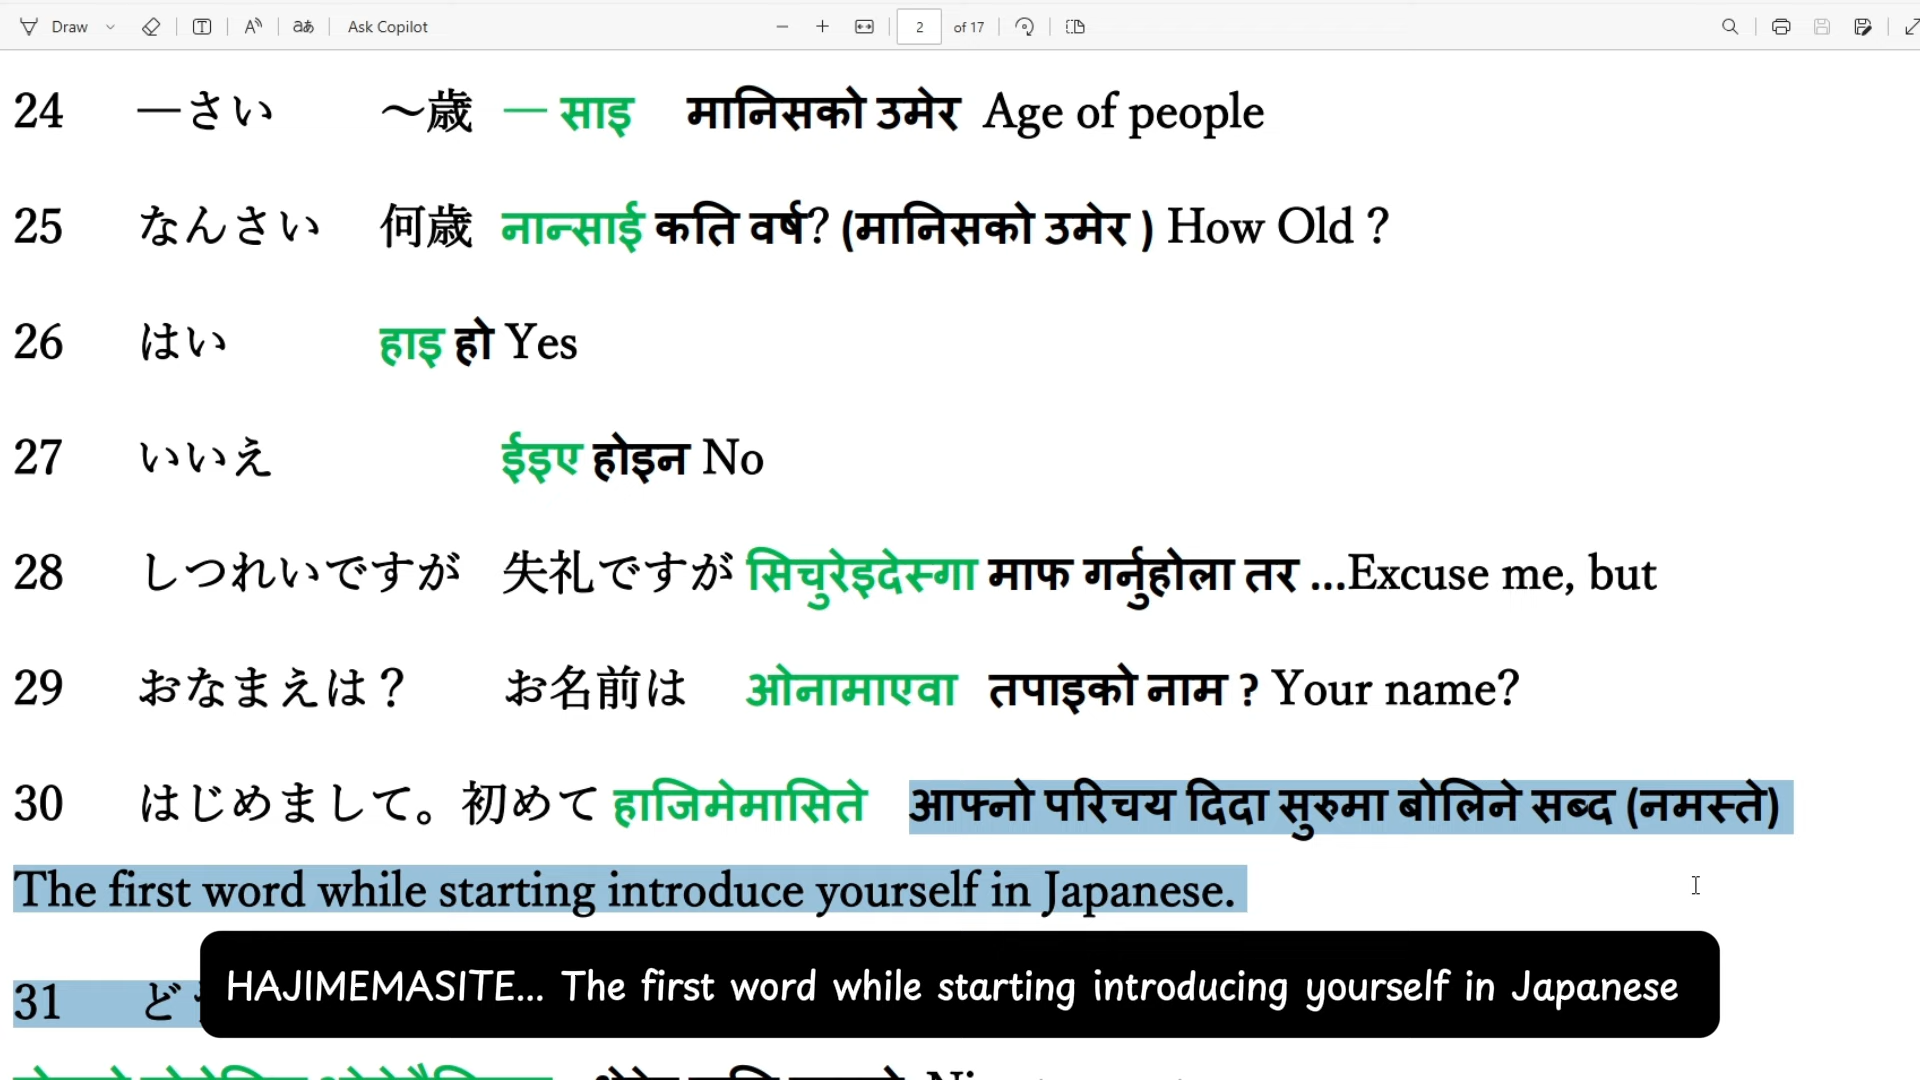 Draw aあ Ask Copilot 2 of 17
24 ーさい ～歳 — साइ मानिसको उमेर Age of people
25 なんさい 何歳 नान्साई कति वर्ष? (मानिसको उमेर ) How Old ?
26 はい हाइ हो Yes
27 いいえ ईइए होइन No
28 しつれいですが 失礼ですが सिचुरेइदेस्गा माफ गर्नुहोला तर ...Excuse me, but
29 おなまえは？ お名前は ओनामाएवा तपाइको नाम ? Your name?
30 はじめまして。初めて हाजिमेमासिते आफ्नो परिचय दिदा सुरुमा बोलिने सब्द (नमस्ते)
The first word while starting introduce yourself in Japanese.
31 ど
HAJIMEMASITE... The first word while starting introducing yourself in Japanese